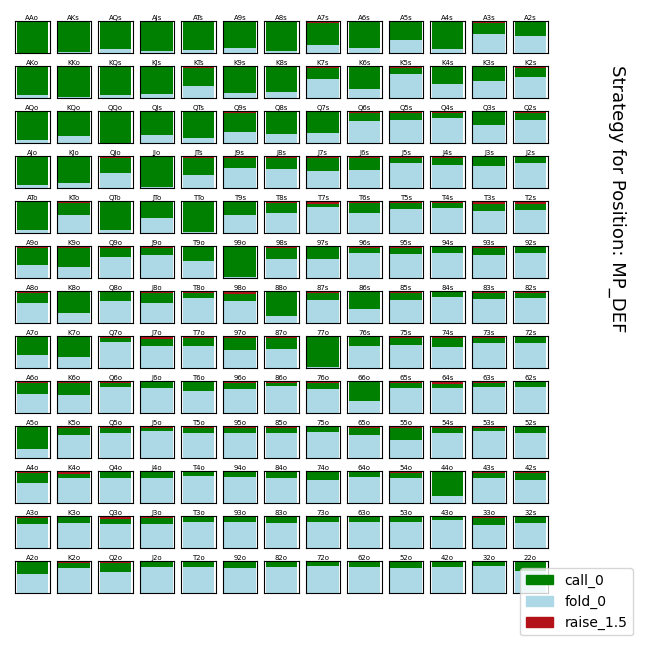 AAo AKs AQs AJs ATs A9s A8s A7s A6s A5s A4s A3s A2s
AKo KKo KQs KJs KTs K9s K8s K7s K6s K5s K4s K3s K2s
AQo KQo QQo QJs QTs Q9s Q8s Q7s Q6s Q5s Q4s Q3s Q2s
AJo KJo QJo JJo JTs J9s J8s J7s J6s J5s J4s J3s J2s
ATo KTo QTo JTo TTo T9s T8s T7s T6s T5s T4s T3s T2s
A9o K9o Q9o J9o T9o 99o 98s 97s 96s 95s 94s 93s 92s
A8o K8o Q8o J8o T8o 98o 88o 87s 86s 85s 84s 83s 82s
A7o K7o Q7o J7o T7o 97o 87o 77o 76s 75s 74s 73s 72s
A6o K6o Q6o J6o T6o 96o 86o 76o 66o 65s 64s 63s 62s
A5o K5o Q5o J5o T5o 95o 85o 75o 65o 55o 54s 53s 52s
A4o K4o Q4o J4o T4o 94o 84o 74o 64o 54o 44o 43s 42s
A3o K3o Q3o J3o T3o 93o 83o 73o 63o 53o 43o 33o 32s
A2o K2o Q2o J2o T2o 92o 82o 72o 62o 52o 42o 32o 22o
Strategy for Position: MP_DEF
call_0
fold_0
raise_1.5